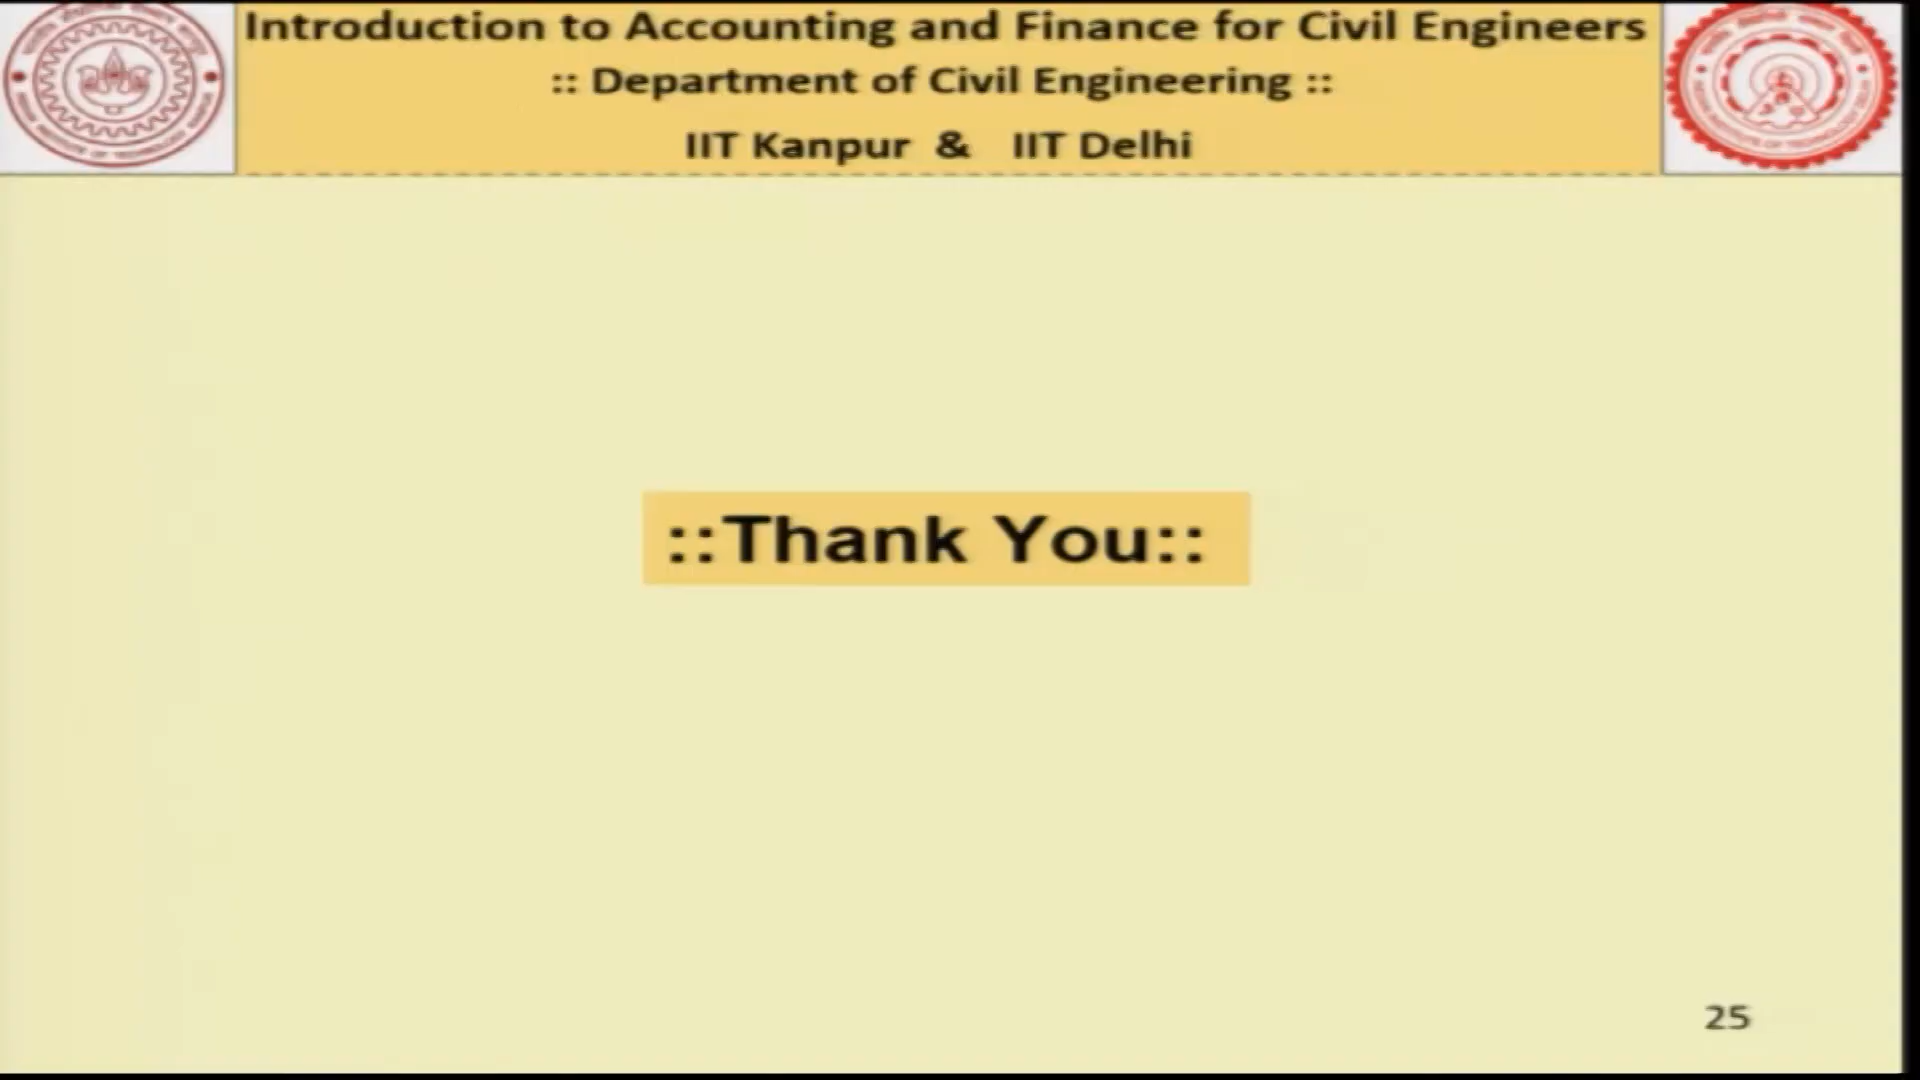 Introduction to Accounting and Finance for Civil Engineers
:: Department of Civil Engineering ::
IIT Kanpur & IIT Delhi
::Thank You::
25